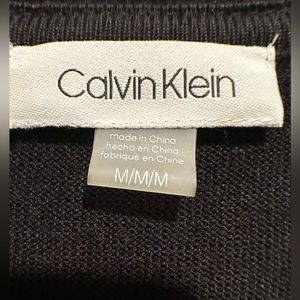 Calvin Klein
made in China
hecho en China
fabriqué en Chine
M/M/M